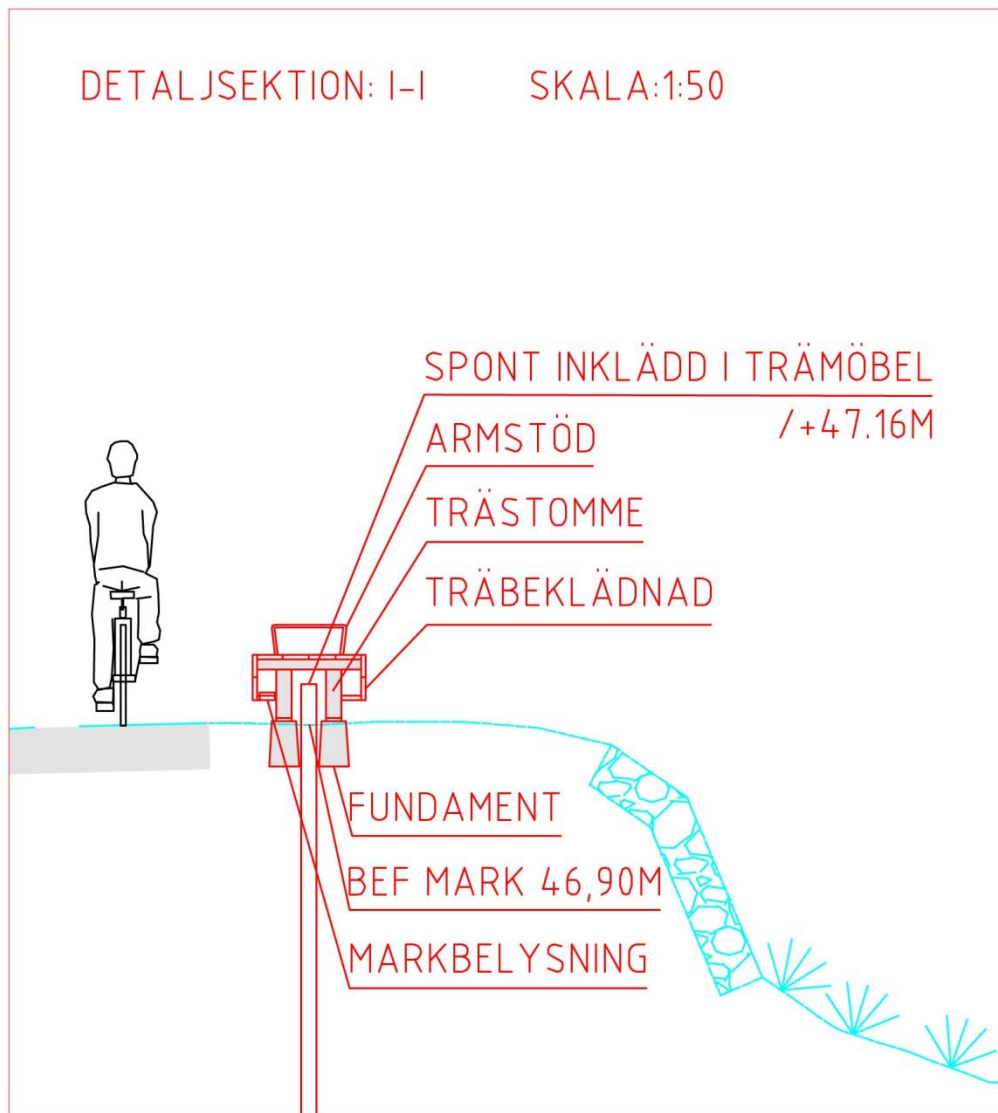 DETALJSEKTION: I-I SKALA:1:50
SPONT INKLÄDD I TRÄMÖBEL
/+47.16M
ARMSTÖD
TRÄSTOMME
TRÄBEKLÄDNAD
FUNDAMENT
BEF MARK 46,90M
MARKBELYSNING